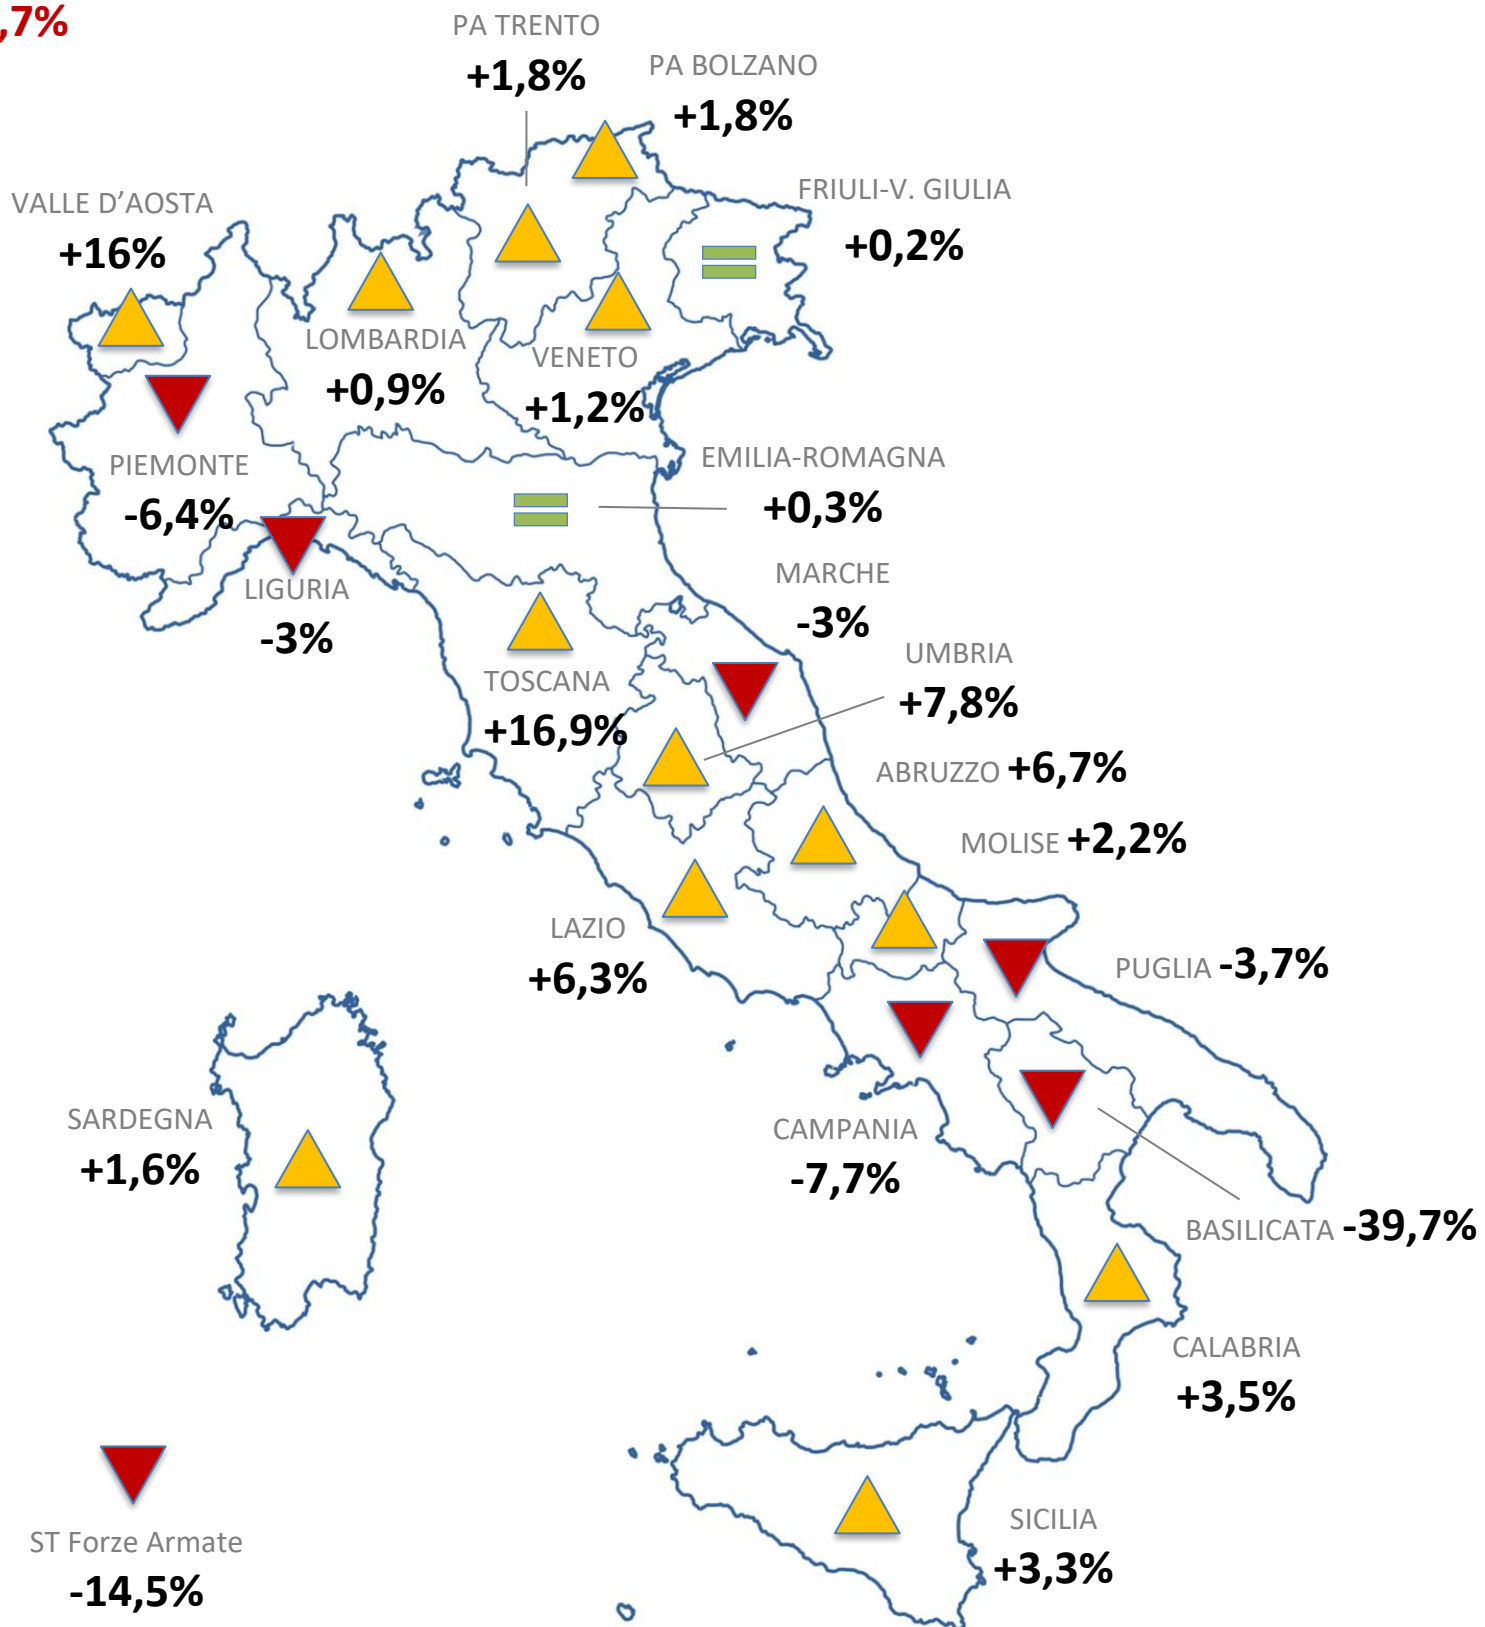 ,7%
PA TRENTO
+1,8%
PA BOLZANO
+1,8%
VALLE D’AOSTA
+16%
FRIULI-V. GIULIA
+0,2%
LOMBARDIA
+0,9%
VENETO
+1,2%
PIEMONTE
-6,4%
EMILIA-ROMAGNA
+0,3%
LIGURIA
-3%
MARCHE
-3%
UMBRIA
+7,8%
TOSCANA
+16,9%
ABRUZZO +6,7%
MOLISE +2,2%
LAZIO
+6,3%
PUGLIA -3,7%
SARDEGNA
+1,6%
CAMPANIA
-7,7%
BASILICATA -39,7%
CALABRIA
+3,5%
ST Forze Armate
-14,5%
SICILIA
+3,3%